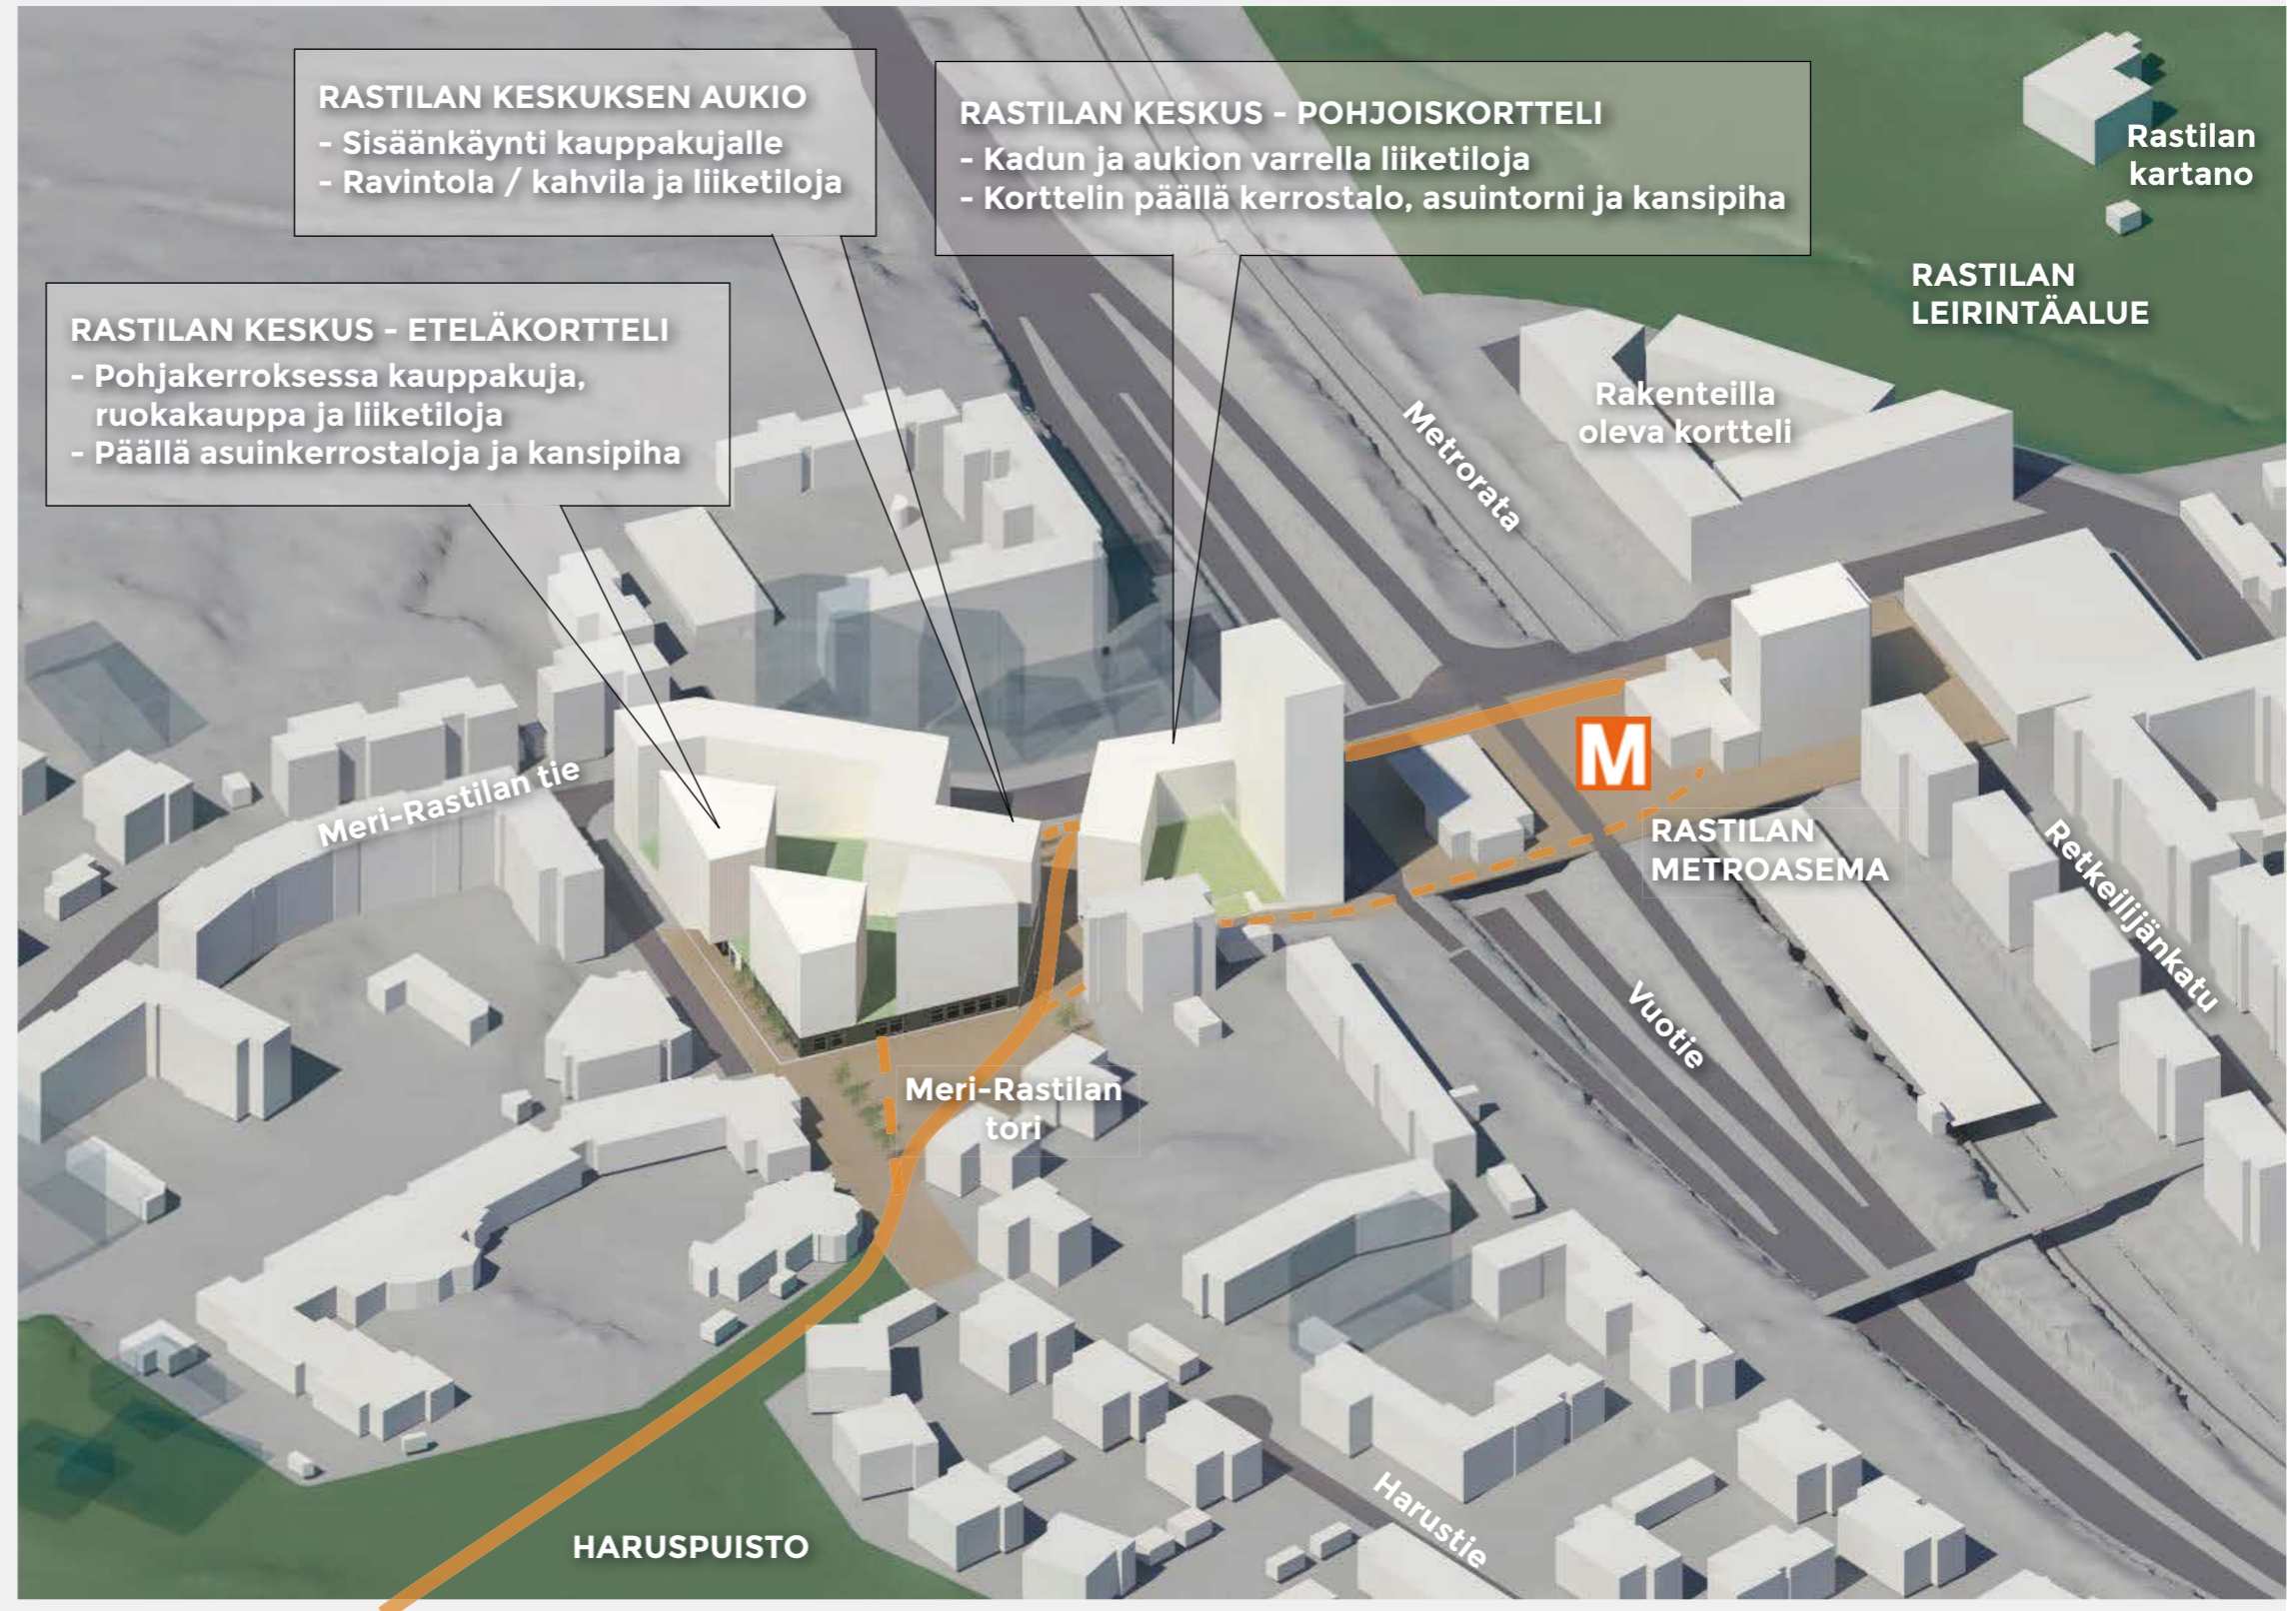 RASTILAN KESKUKSEN AUKIO
- Sisäänkäynti kauppakujalle
- Ravintola / kahvila ja liiketiloja
RASTILAN KESKUS - POHJOISKORTTELI
- Kadun ja aukion varrella liiketiloja
- Korttelin päällä kerrostalo, asuintorni ja kansipiha
Rastilan
kartano
RASTILAN
LEIRINTÄALUE
RASTILAN KESKUS - ETELÄKORTTELI
- Pohjakerroksessa kauppakuja,
ruokakauppa ja liiketiloja
- Päällä asuinkerrostaloja ja kansipiha
Rakenteilla
oleva kortteli
Metrorata
M
Meri-Rastilan tie
RASTILAN
METROASEMA
Retkeilijänkatu
Vuotie
Meri-Rastilan
tori
Harustie
HARUSPUISTO